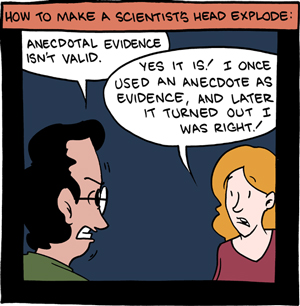 HOW TO MAKE A SCIENTIST'S HEAD EXPLODE:
ANECDOTAL EVIDENCE
ISN'T VALID.
YES IT IS! I ONCE
USED AN ANECDOTE AS
EVIDENCE, AND LATER
IT TURNED OUT I
WAS RIGHT!